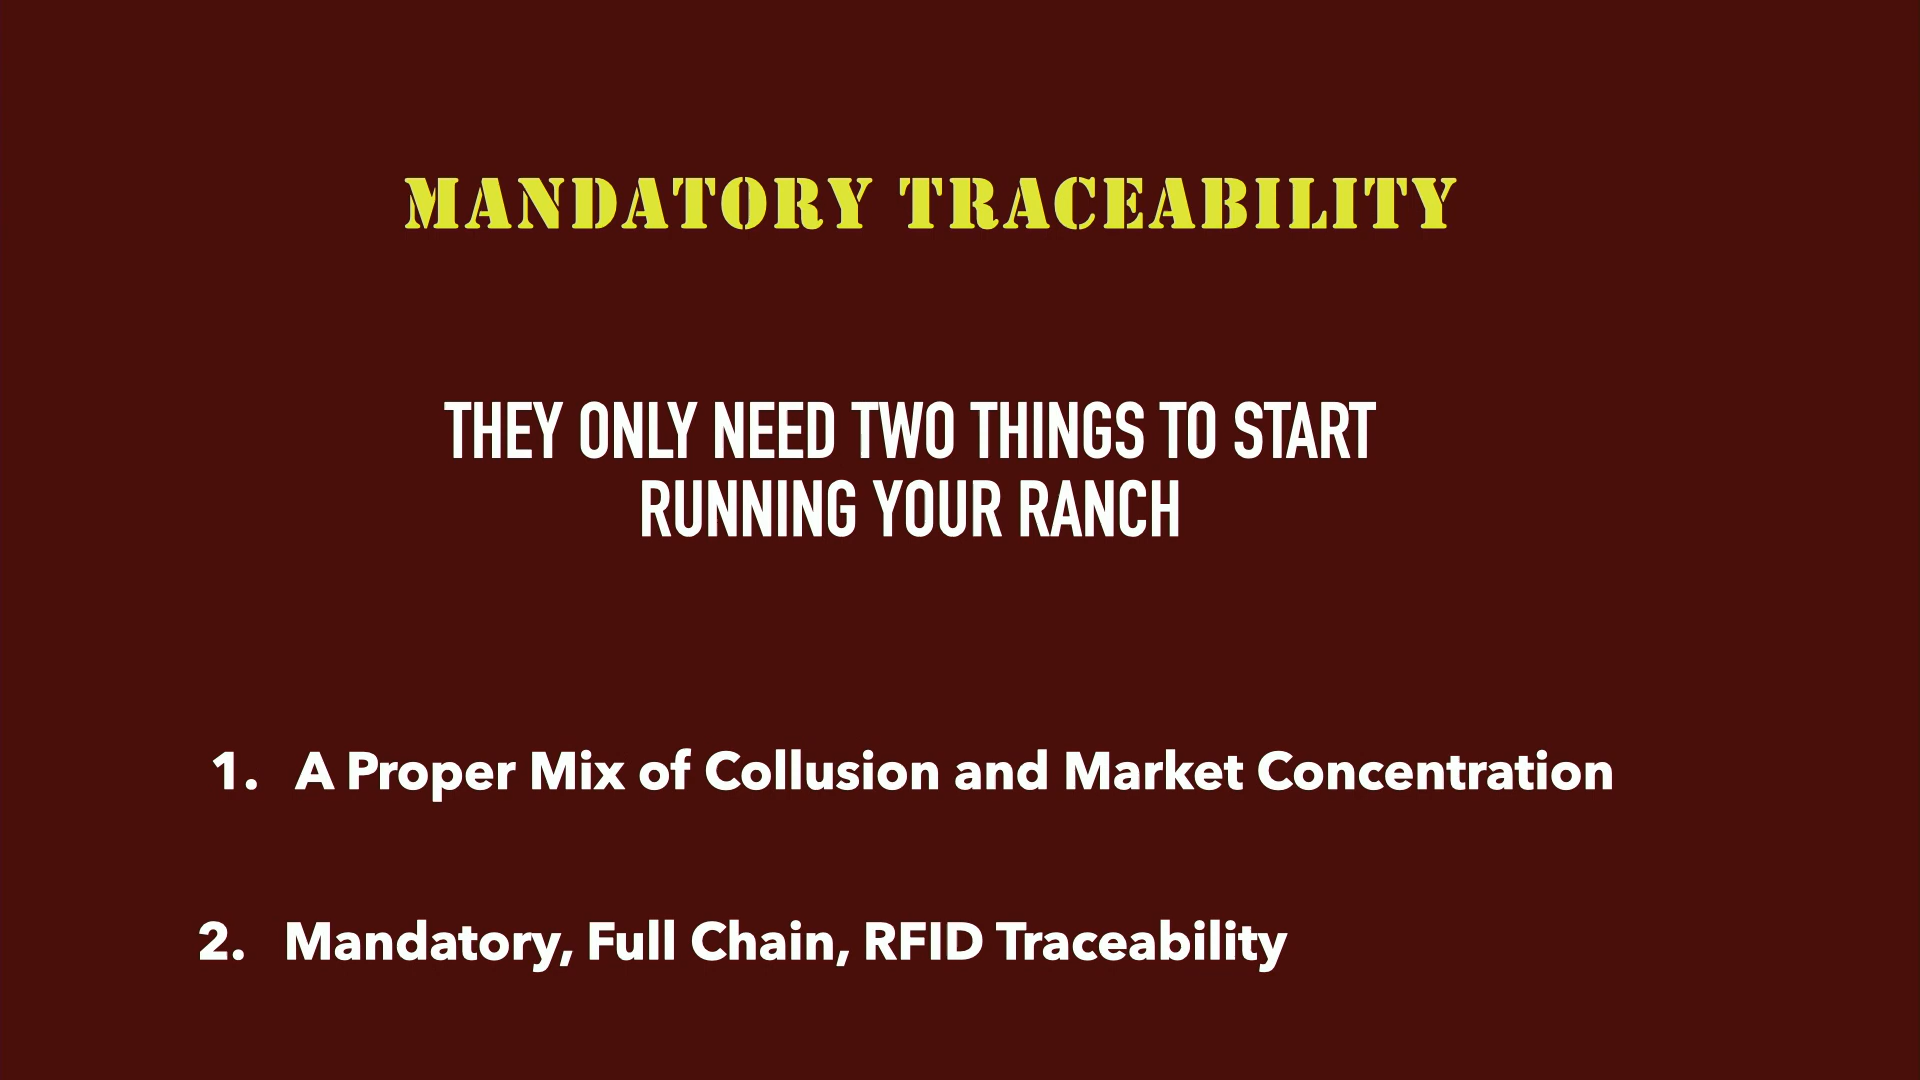 MANDATORY TRACEABILITY
THEY ONLY NEED TWO THINGS TO START
RUNNING YOUR RANCH
1. A Proper Mix of Collusion and Market Concentration
2. Mandatory, Full Chain, RFID Traceability